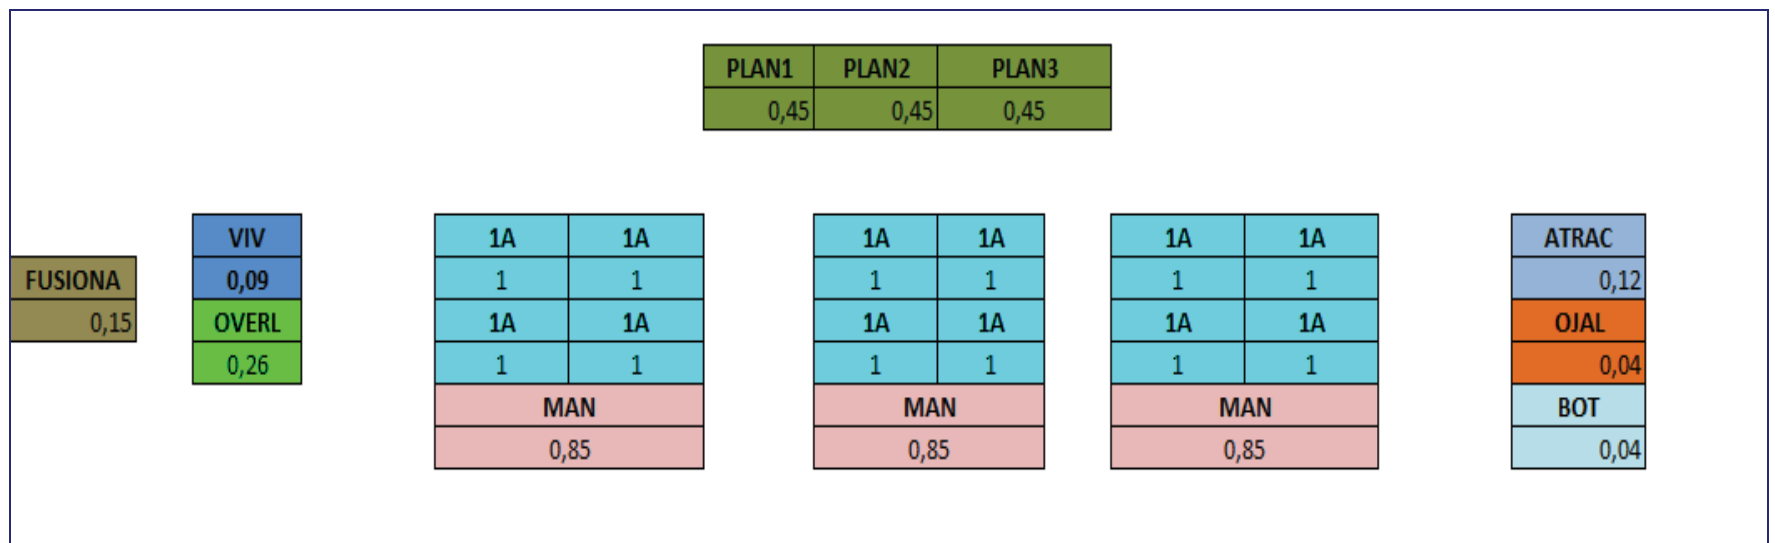 PLAN1 PLAN2 PLAN3
0,45 0,45 0,45
VIV 1A 1A 1A 1A 1A 1A ATRAC
FUSIONA 0,09 1 1 1 1 1 1 0,12
0,15 OVERL 1A 1A 1A 1A 1A 1A OJAL
0,26 1 1 1 1 1 1 0,04
MAN MAN MAN BOT
0,85 0,85 0,85 0,04